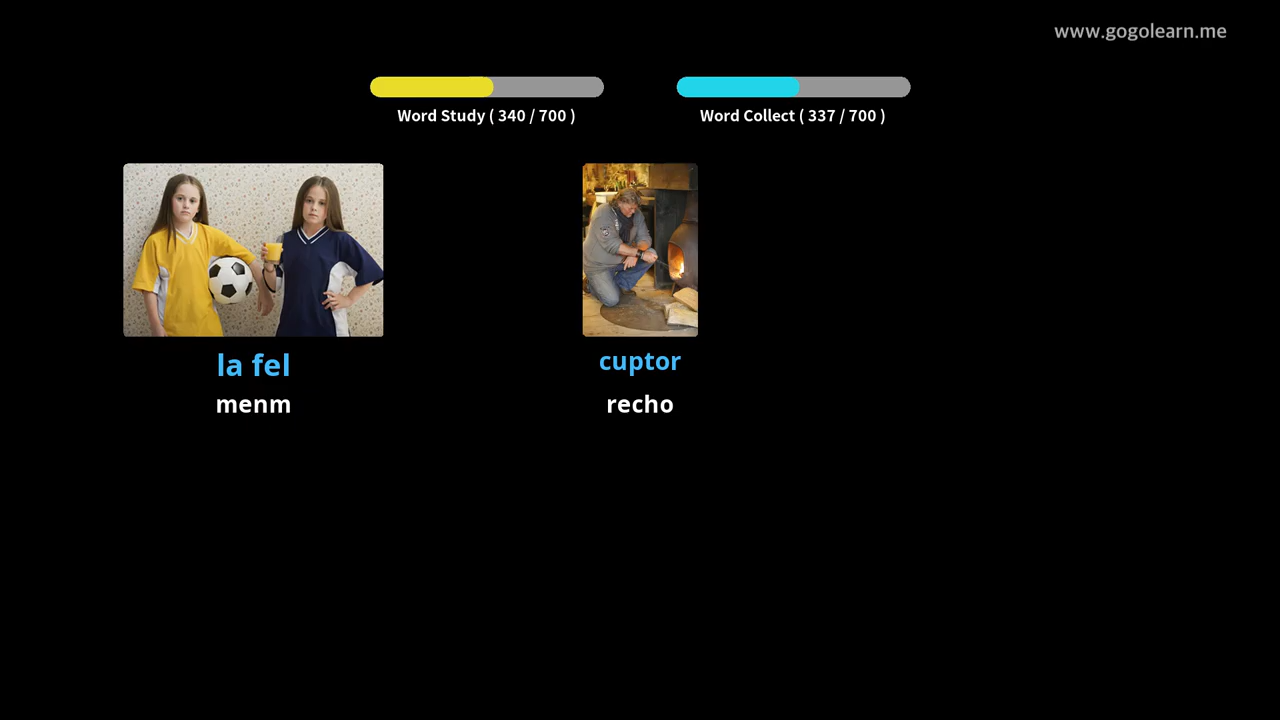 www.gogolearn.me
Word Study ( 340 / 700 )
Word Collect ( 337 / 700 )
la fel
menm
cuptor
recho